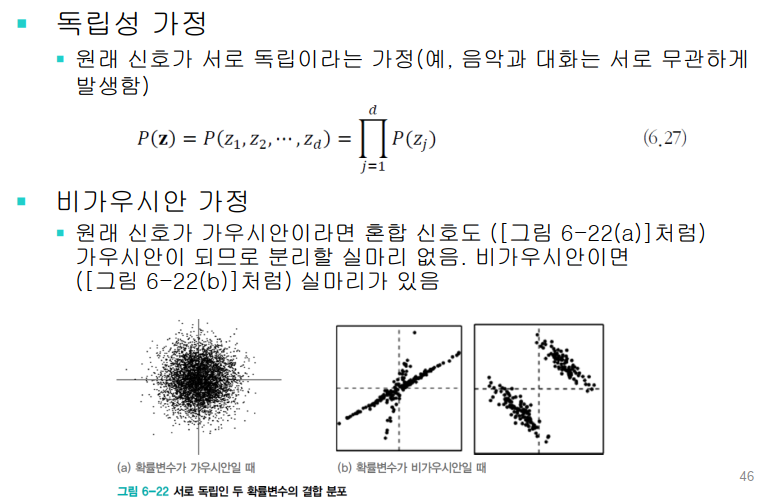 독립성 가정
원래 신호가 서로 독립이라는 가정(예, 음악과 대화는 서로 무관하게
발생함)
P(𝐳) = P(z₁, z₂, ⋯, z_d) = ∏_{j=1}^{d} P(z_j) (6.27)
비가우시안 가정
원래 신호가 가우시안이라면 혼합 신호도 ([그림 6-22(a)]처럼)
가우시안이 되므로 분리할 실마리 없음. 비가우시안이면
([그림 6-22(b)]처럼) 실마리가 있음
(a) 확률변수가 가우시안일 때 (b) 확률변수가 비가우시안일 때
그림 6-22 서로 독립인 두 확률변수의 결합 분포
46